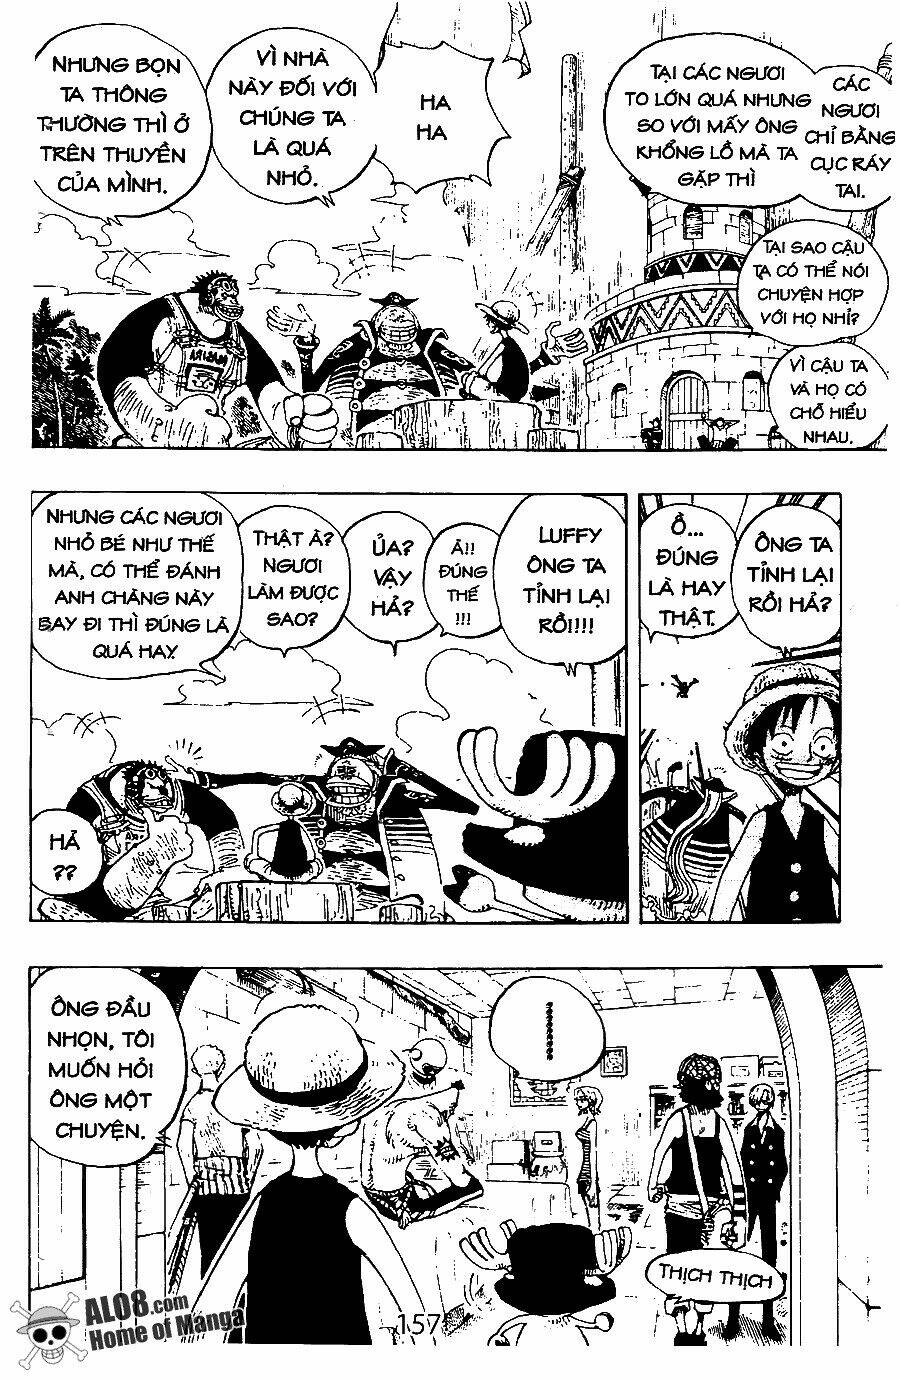 CÁC
NGƯƠI
CHỈ BẰNG
CỤC RÁY
TAI.
TẠI CÁC NGƯƠI
TO LỚN QUÁ NHƯNG
SO VỚI MẤY ÔNG
KHỔNG LỒ MÀ TA
GẶP THÌ
HA
HA
VÌ NHÀ
NÀY ĐỐI VỚI
CHÚNG TA
LÀ QUÁ
NHỎ.
NHƯNG BỌN
TA THÔNG
THƯỜNG THÌ Ở
TRÊN THUYỀN
CỦA MÌNH.
TẠI SAO CẬU
TA CÓ THỂ NÓI
CHUYỆN HỢP
VỚI HỌ NHỈ?
VÌ CẬU TA
VÀ HỌ CÓ
CHỖ HIỂU
NHAU.
ÔNG TA
TỈNH LẠI
RỒI HẢ?
Ồ...
ĐÚNG
LÀ HAY
THẬT.
LUFFY
ÔNG TA
TỈNH LẠI
RỒI!!!!
À!!
ĐÚNG
THẾ
!!!
ỦA?
VẬY
HẢ?
THẬT À?
NGƯƠI
LÀM ĐƯỢC
SAO?
NHƯNG CÁC NGƯƠI
NHỎ BÉ NHƯ THẾ
MÀ, CÓ THỂ ĐÁNH
ANH CHÀNG NÀY
BAY ĐI THÌ ĐÚNG LÀ
QUÁ HAY.
HẢ
??
ÔNG ĐẦU
NHỌN, TÔI
MUỐN HỎI
ÔNG MỘT
CHUYỆN.
THỊCH THỊCH
157
ALO8.com
Home of Manga